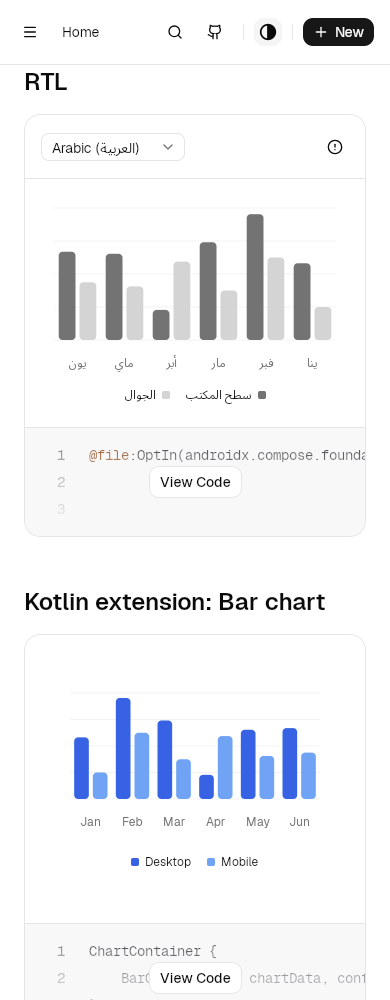 Home
New
RTL
Arabic (العربية)
يون ماي أبر مار فبر ينا
الجوال سطح المكتب
1 @file:OptIn(androidx.compose.founda
2
3
View Code
Kotlin extension: Bar chart
Jan Feb Mar Apr May Jun
Desktop Mobile
1 ChartContainer {
2 BarC chartData, conf
View Code